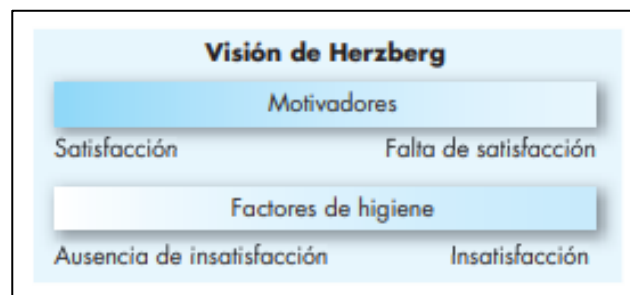 Visión de Herzberg
Motivadores
Satisfacción Falta de satisfacción
Factores de higiene
Ausencia de insatisfacción Insatisfacción